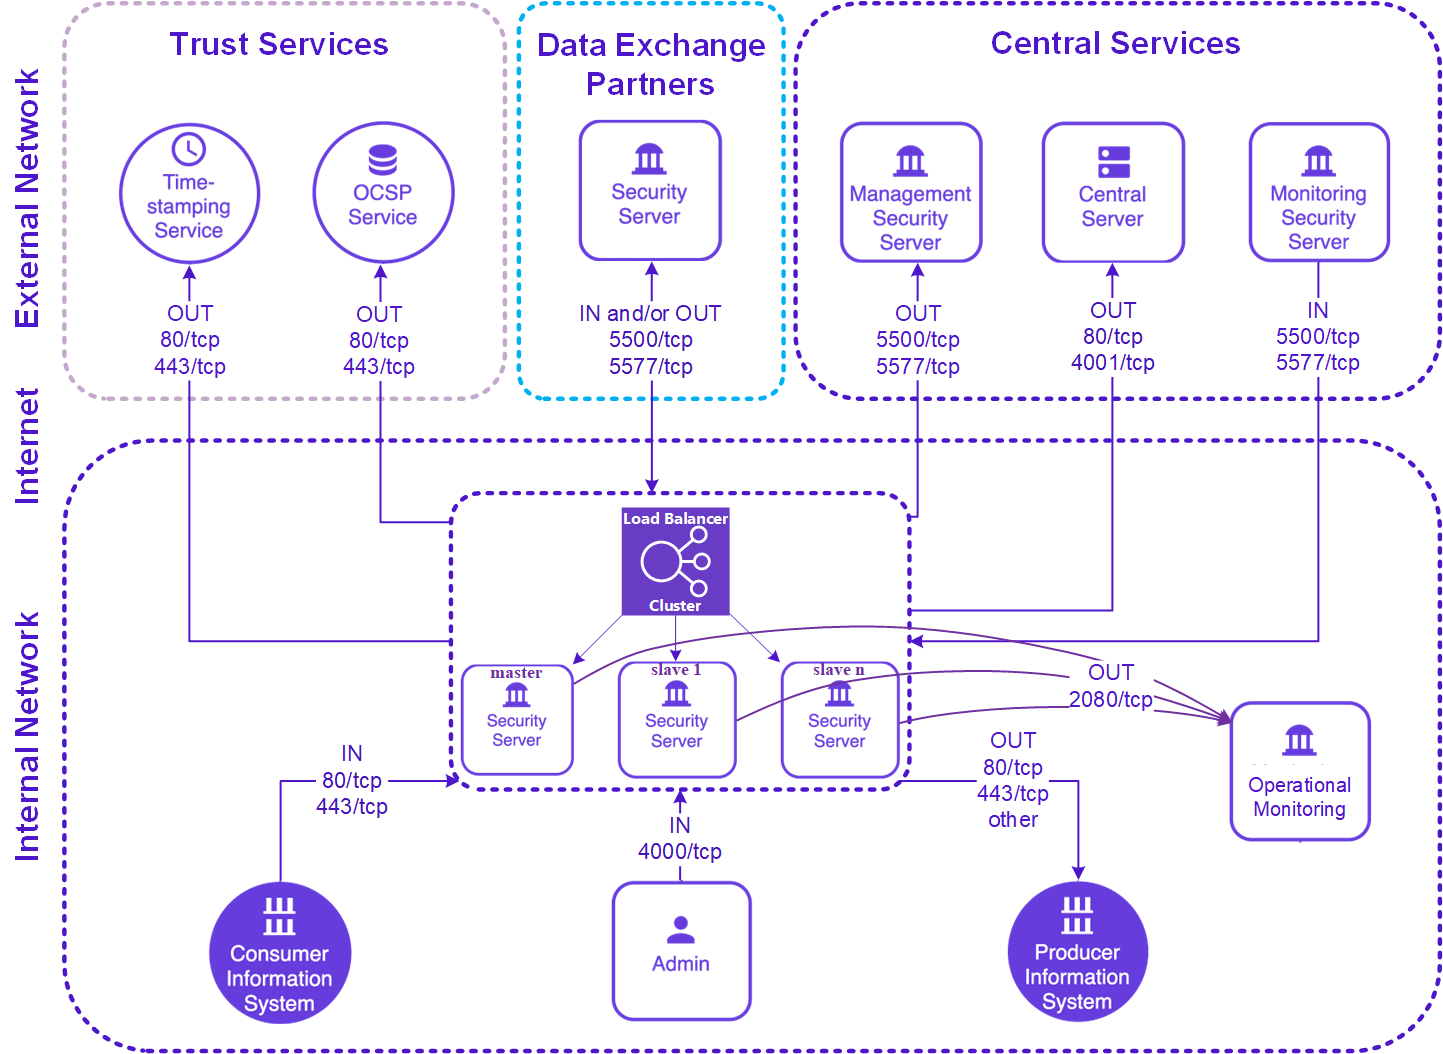 External Network
Internet
Internal Network
Trust Services
Data Exchange
Partners
Central Services
Time-
stamping
Service
OCSP
Service
Security
Server
Management
Security
Server
Central
Server
Monitoring
Security
Server
OUT
80/tcp
443/tcp
OUT
80/tcp
443/tcp
IN and/or OUT
5500/tcp
5577/tcp
OUT
5500/tcp
5577/tcp
OUT
80/tcp
4001/tcp
IN
5500/tcp
5577/tcp
Load Balancer
Cluster
master
Security
Server
slave 1
Security
Server
slave n
Security
Server
OUT
2080/tcp
Operational
Monitoring
IN
80/tcp
443/tcp
IN
4000/tcp
OUT
80/tcp
443/tcp
other
Consumer
Information
System
Admin
Producer
Information
System